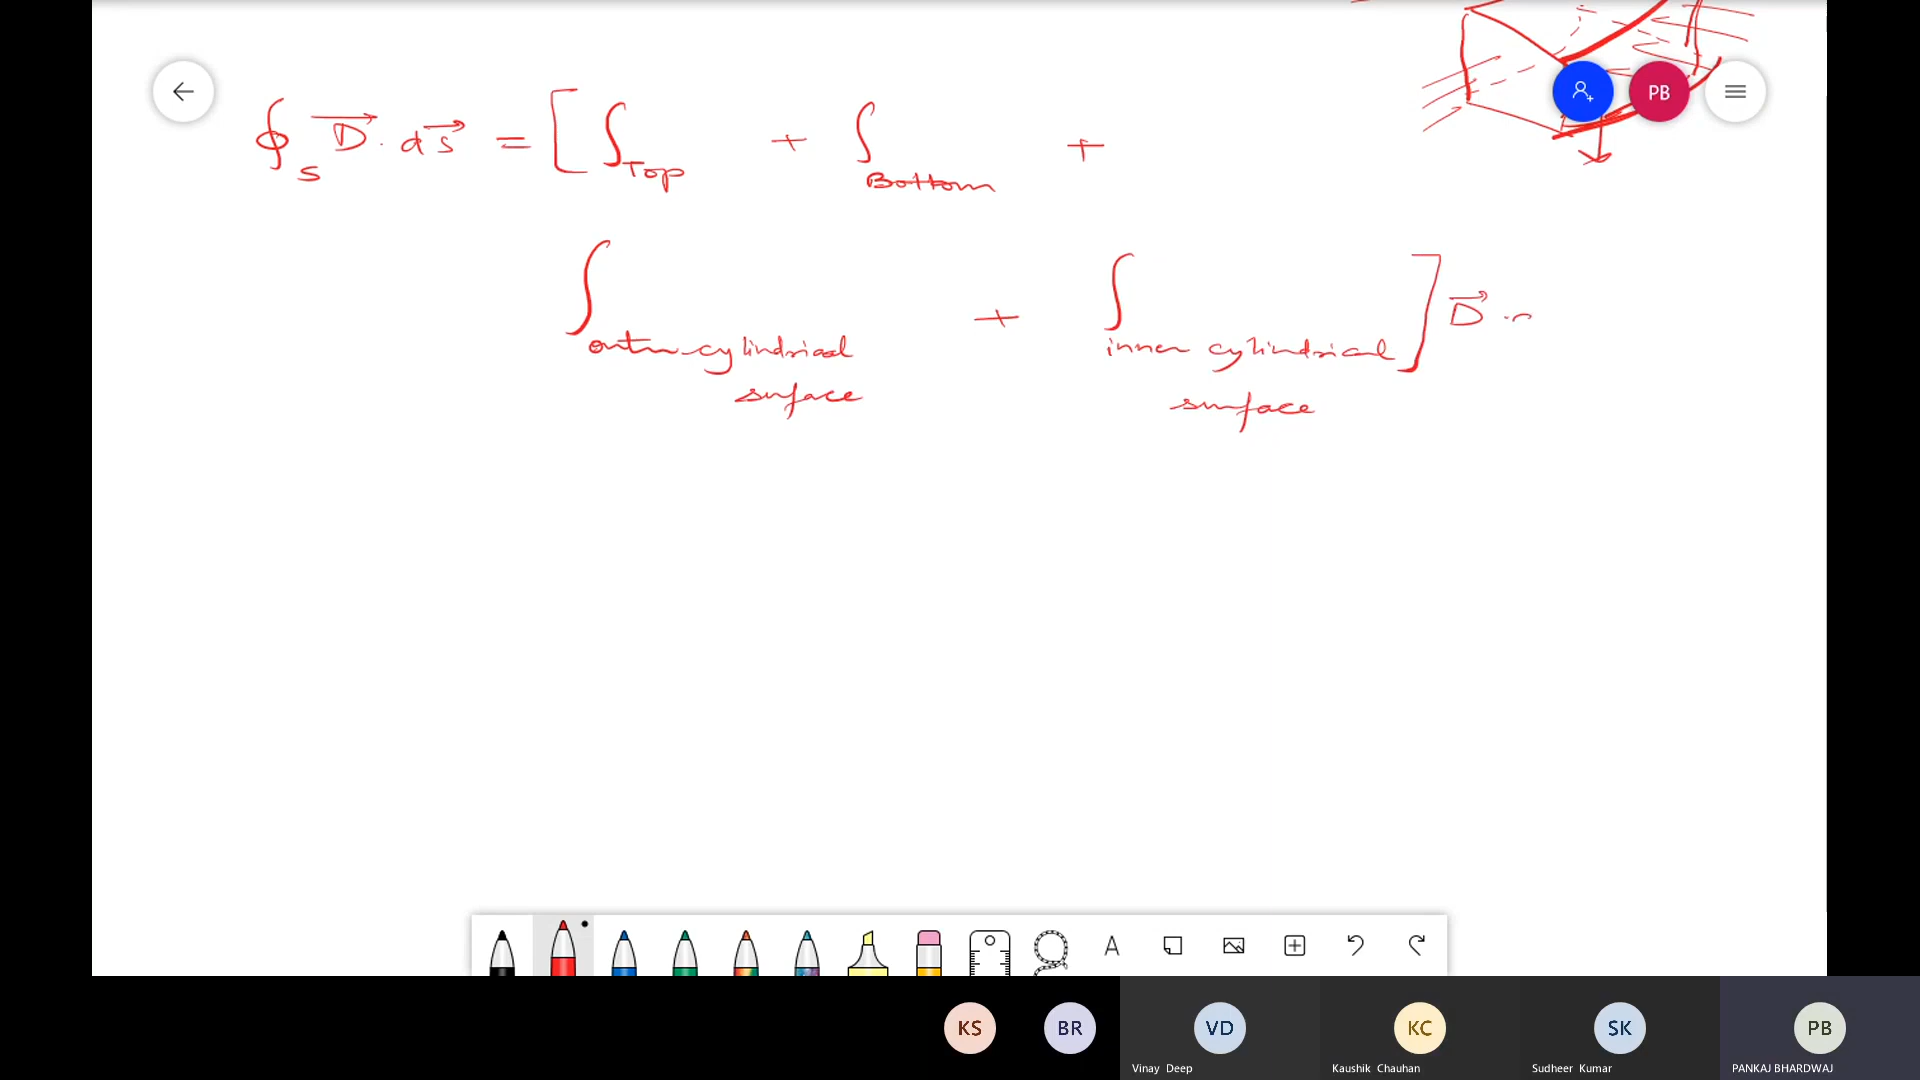 PB
∮ₛ D⃗ . ds⃗ = [ ∫Top + ∫Bottom +
∫outer cylindrical surface + ∫inner cylindrical surface ] D⃗ .
A
KS BR VD KC SK PB
Vinay Deep Kaushik Chauhan Sudheer Kumar PANKAJ BHARDWAJ